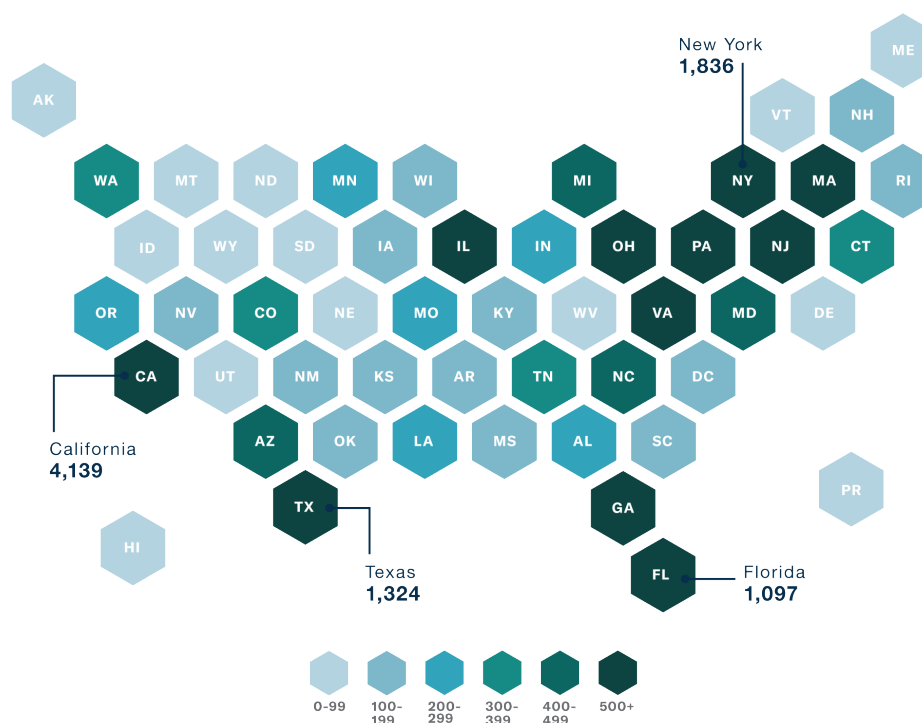 ME
New York
1,836
AK
VT
NH
WA
MT
ND
MN
WI
MI
NY
MA
RI
ID
WY
SD
IA
IL
IN
OH
PA
NJ
CT
OR
NV
CO
NE
MO
KY
WV
VA
MD
DE
CA
UT
NM
KS
AR
TN
NC
DC
California
4,139
AZ
OK
LA
MS
AL
SC
PR
TX
GA
HI
Texas
1,324
FL
Florida
1,097
0-99
100-
199
200-
299
300-
399
400-
499
500+